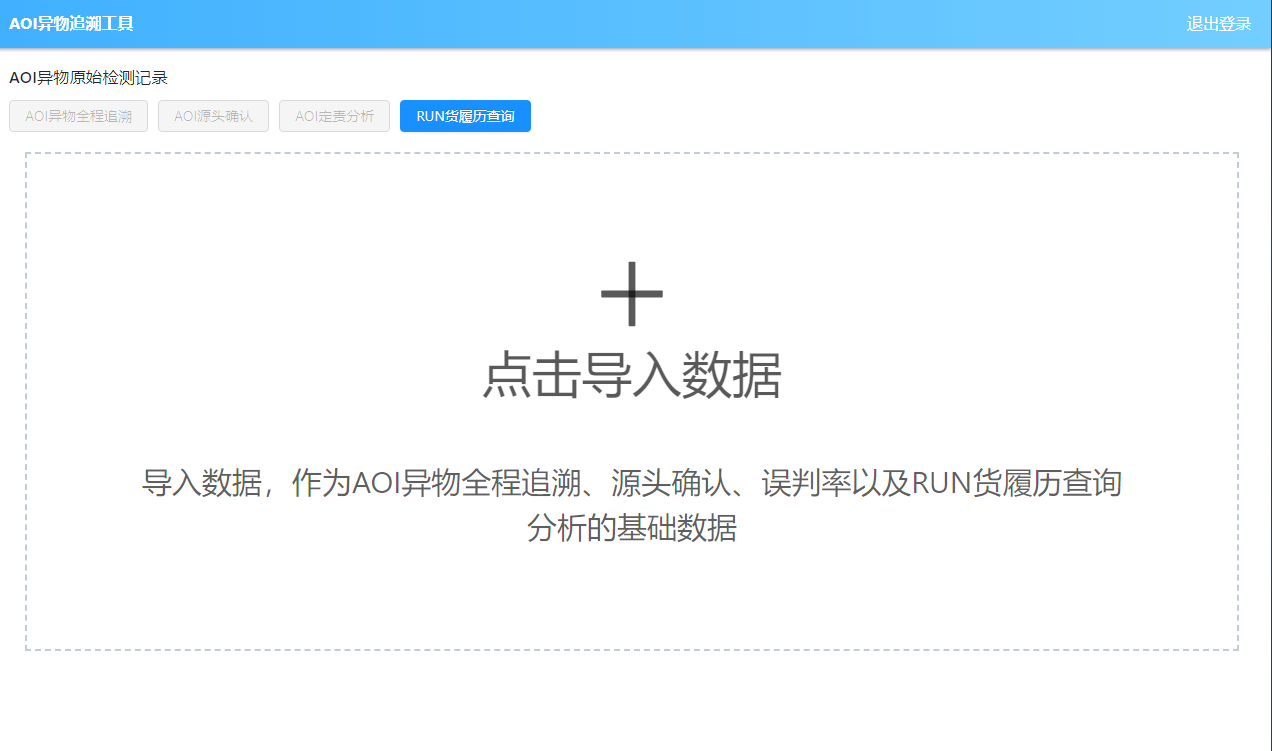 AOI异物追溯工具
退出登录
AOI异物原始检测记录
AOI异物全程追溯
AOI源头确认
AOI定责分析
RUN货履历查询
点击导入数据
导入数据，作为AOI异物全程追溯、源头确认、误判率以及RUN货履历查询
分析的基础数据